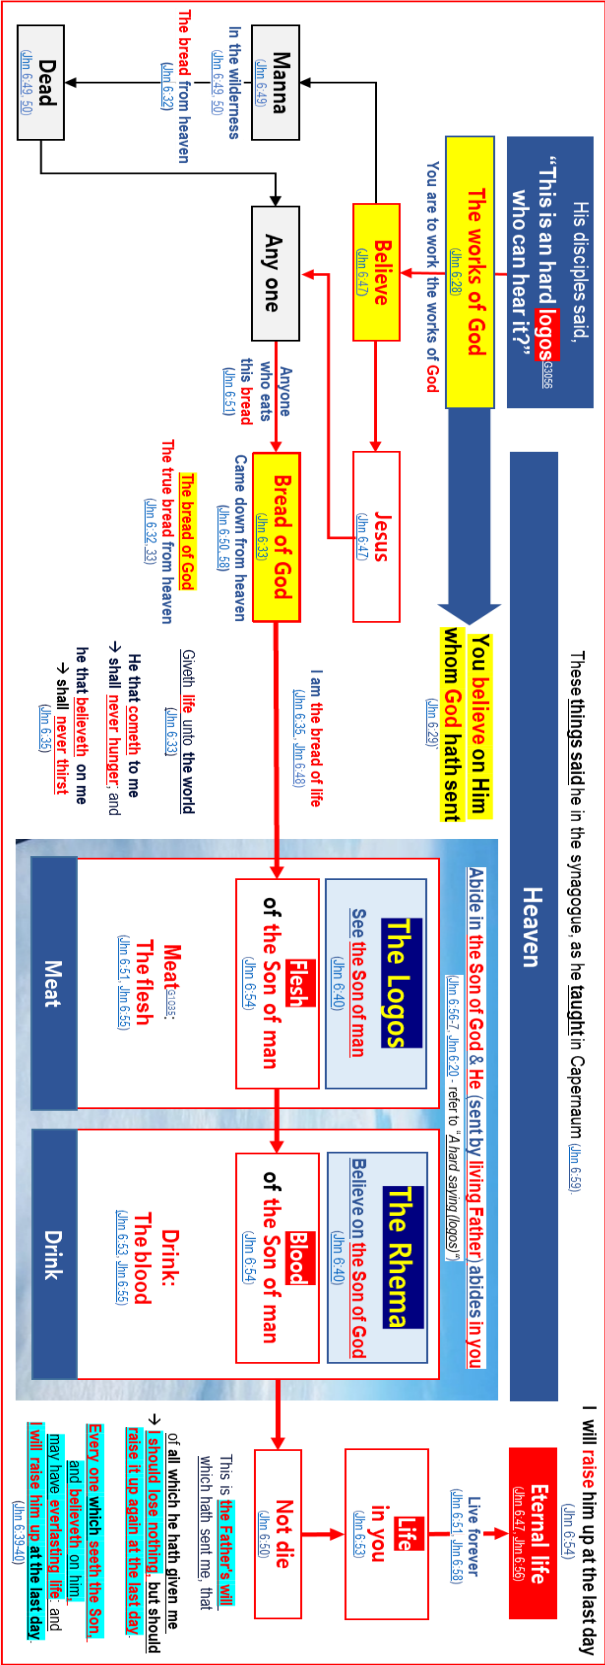 These things said he in the synagogue, as he taught in Capernaum (Jhn 6:59).
I will raise him up at the last day
(Jhn 6:54)
His disciples said,
“This is an hard logosG3056
who can hear it?”
Heaven
Eternal life
(Jhn 6:47, Jhn 6:56)
The works of God
(Jhn 6:28)
You are to work the works of God
You believe on Him
whom God hath sent
(Jhn 6:29)
Abide in the Son of God & He (sent by living Father) abides in you
(Jhn 6:56-7, Jhn 6:20 - refer to “A hard saying (logos)”)
Live forever
(Jhn 6:51, Jhn 6:58)
Believe
(Jhn 6:47)
Jesus
(Jhn 6:47)
The Logos
See the Son of man
(Jhn 6:40)
The Rhema
Believe on the Son of God
(Jhn 6:40)
Life
in you
(Jhn 6:53)
Manna
(Jhn 6:49)
In the wilderness
(Jhn 6:49, 50)
The bread from heaven
(Jhn 6:32)
Dead
(Jhn 6:49, 50)
Any one
Anyone
who eats
this bread
(Jhn 6:51)
Bread of God
(Jhn 6:33)
Came down from heaven
(Jhn 6:50, 58)
The bread of God
The true bread from heaven
(Jhn 6:32, 33)
I am the bread of life
(Jhn 6:35, Jhn 6:48)
Giveth life unto the world
(Jhn 6:33)
He that cometh to me
→ shall never hunger; and
he that believeth on me
→ shall never thirst
(Jhn 6:35)
Flesh
of the Son of man
(Jhn 6:54)
Blood
of the Son of man
(Jhn 6:54)
Meat G1035:
The flesh
(Jhn 6:51, Jhn 6:55)
Drink:
The blood
(Jhn 6:53, Jhn 6:55)
Meat
Drink
Not die
(Jhn 6:50)
This is the Father's will
which hath sent me, that
of all which he hath given me
→ I should lose nothing, but should
raise it up again at the last day.
Every one which seeth the Son,
and believeth on him,
may have everlasting life: and
I will raise him up at the last day.
(Jhn 6:39-40)